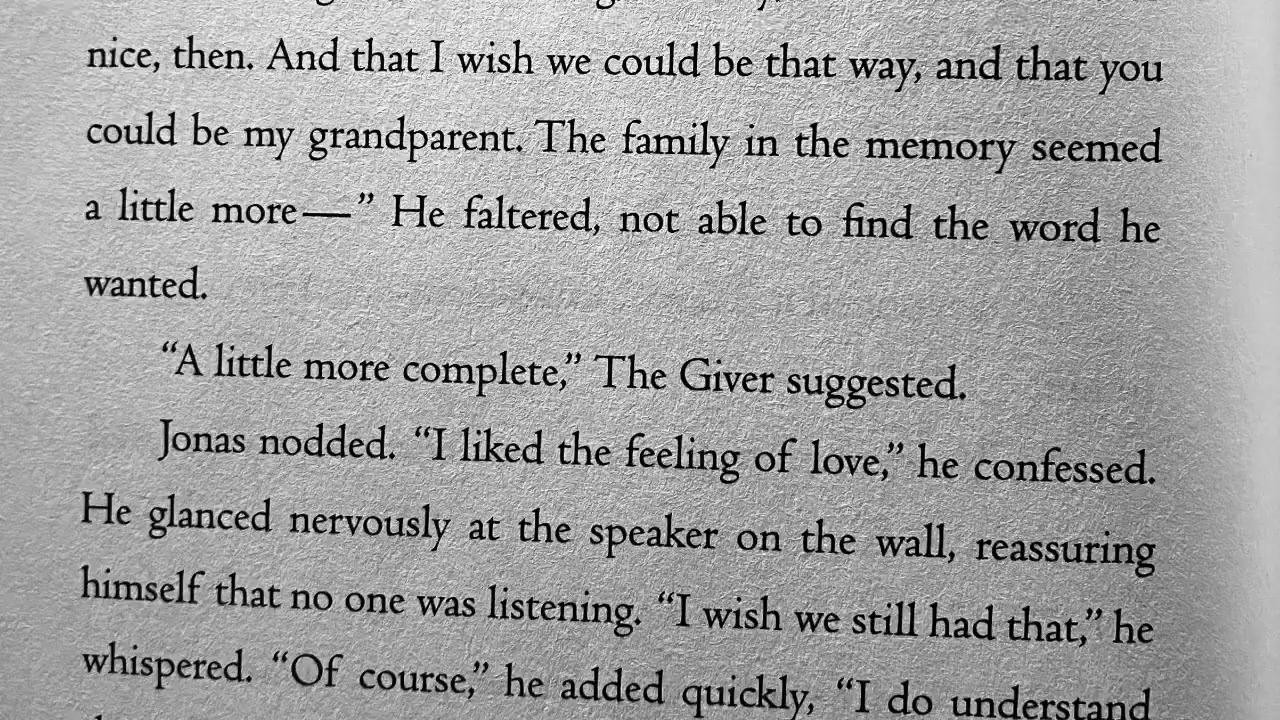 nice, then. And that I wish we could be that way, and that you
could be my grandparent. The family in the memory seemed
a little more—” He faltered, not able to find the word he
wanted.
“A little more complete,” The Giver suggested.
Jonas nodded. “I liked the feeling of love,” he confessed.
He glanced nervously at the speaker on the wall, reassuring
himself that no one was listening. “I wish we still had that,” he
whispered. “Of course,” he added quickly, “I do understand